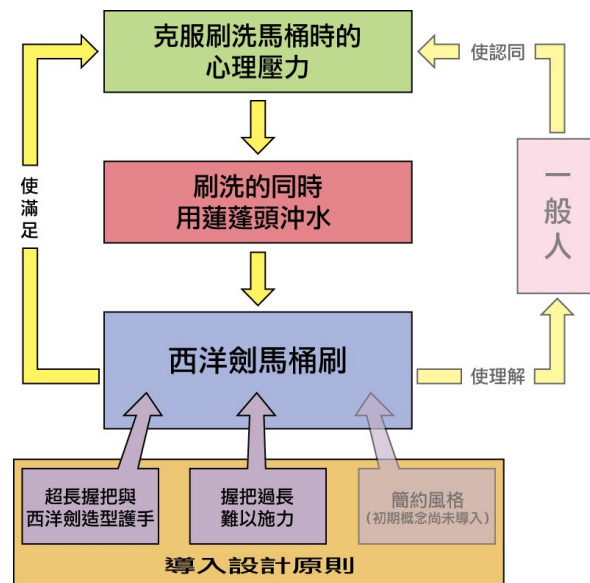 克服刷洗馬桶時的
心理壓力
使認同
一般人
使滿足
刷洗的同時
用蓮蓬頭沖水
西洋劍馬桶刷
使理解
超長握把與
西洋劍造型護手
握把過長
難以施力
簡約風格
(初期概念尚未導入)
導入設計原則